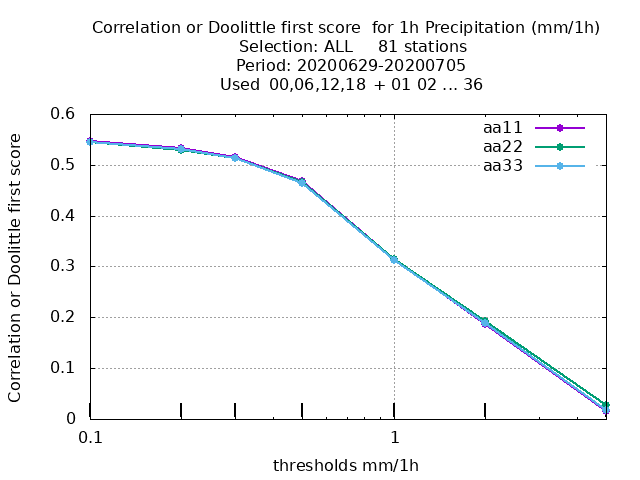 Correlation or Doolittle first score  for 1h Precipitation (mm/1h)
Selection: ALL     81 stations
Period: 20200629-20200705
Used  00,06,12,18  + 01 02 ... 36
Correlation or Doolittle first score
0.6
0.5
0.4
0.3
0.2
0.1
0
aa11
aa22
aa33
0.1
1
thresholds mm/1h